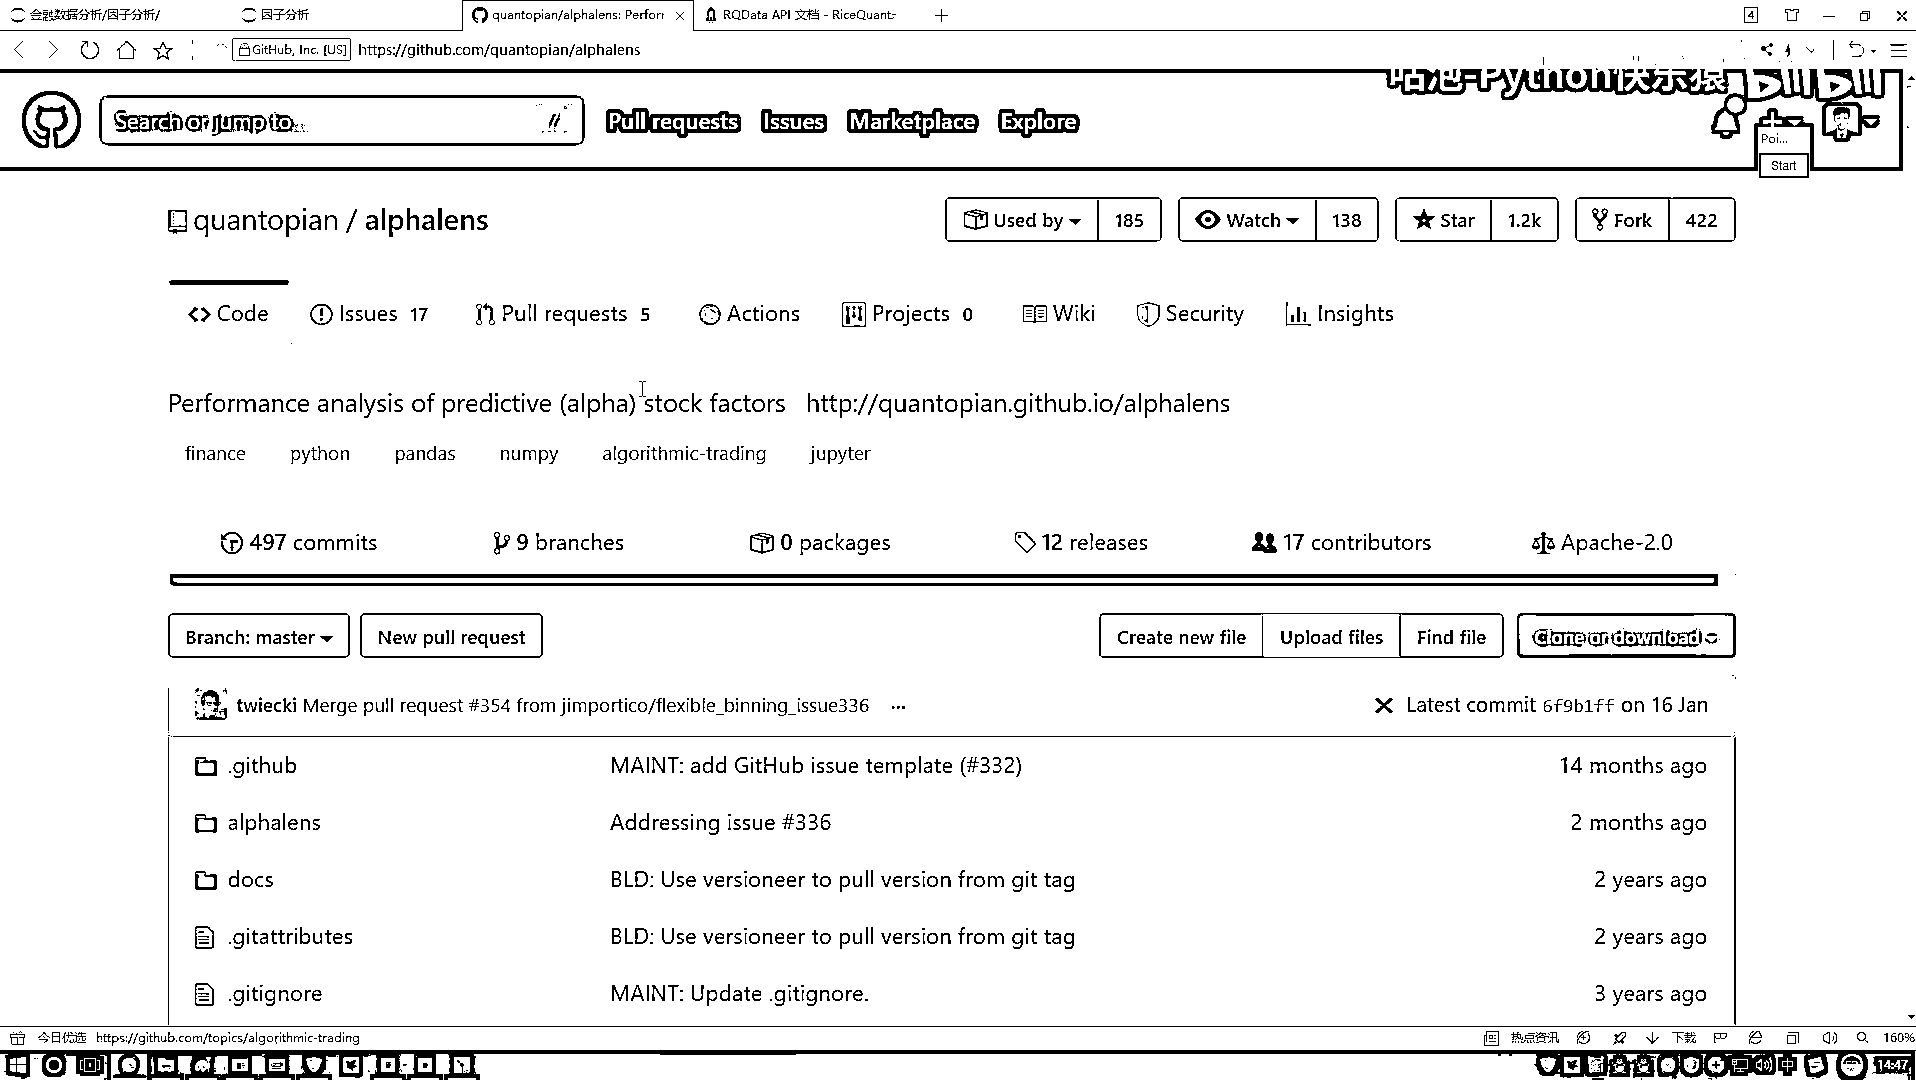 金融数据分析/因子分析/ 因子分析 quantopian/alphalens: Perforr RQData API 文档 - RiceQuant- 4
GitHub, Inc. [US] https://github.com/quantopian/alphalens
咕泡-Python快乐猿 BiliBili
Search or jump to... Pull requests Issues Marketplace Explore
Poi...
Start
quantopian / alphalens Used by 185 Watch 138 Star 1.2k Fork 422
Code Issues 17 Pull requests 5 Actions Projects 0 Wiki Security Insights
Performance analysis of predictive (alpha) stock factors http://quantopian.github.io/alphalens
finance python pandas numpy algorithmic-trading jupyter
497 commits 9 branches 0 packages 12 releases 17 contributors Apache-2.0
Branch: master New pull request Create new file Upload files Find file Clone or download
twiecki Merge pull request #354 from jimportico/flexible_binning_issue336 ... Latest commit 6f9b1ff on 16 Jan
.github MAINT: add GitHub issue template (#332) 14 months ago
alphalens Addressing issue #336 2 months ago
docs BLD: Use versioneer to pull version from git tag 2 years ago
.gitattributes BLD: Use versioneer to pull version from git tag 2 years ago
.gitignore MAINT: Update .gitignore. 3 years ago
今日优选 https://github.com/topics/algorithmic-trading 热点资讯 下载 160%
中 14:47